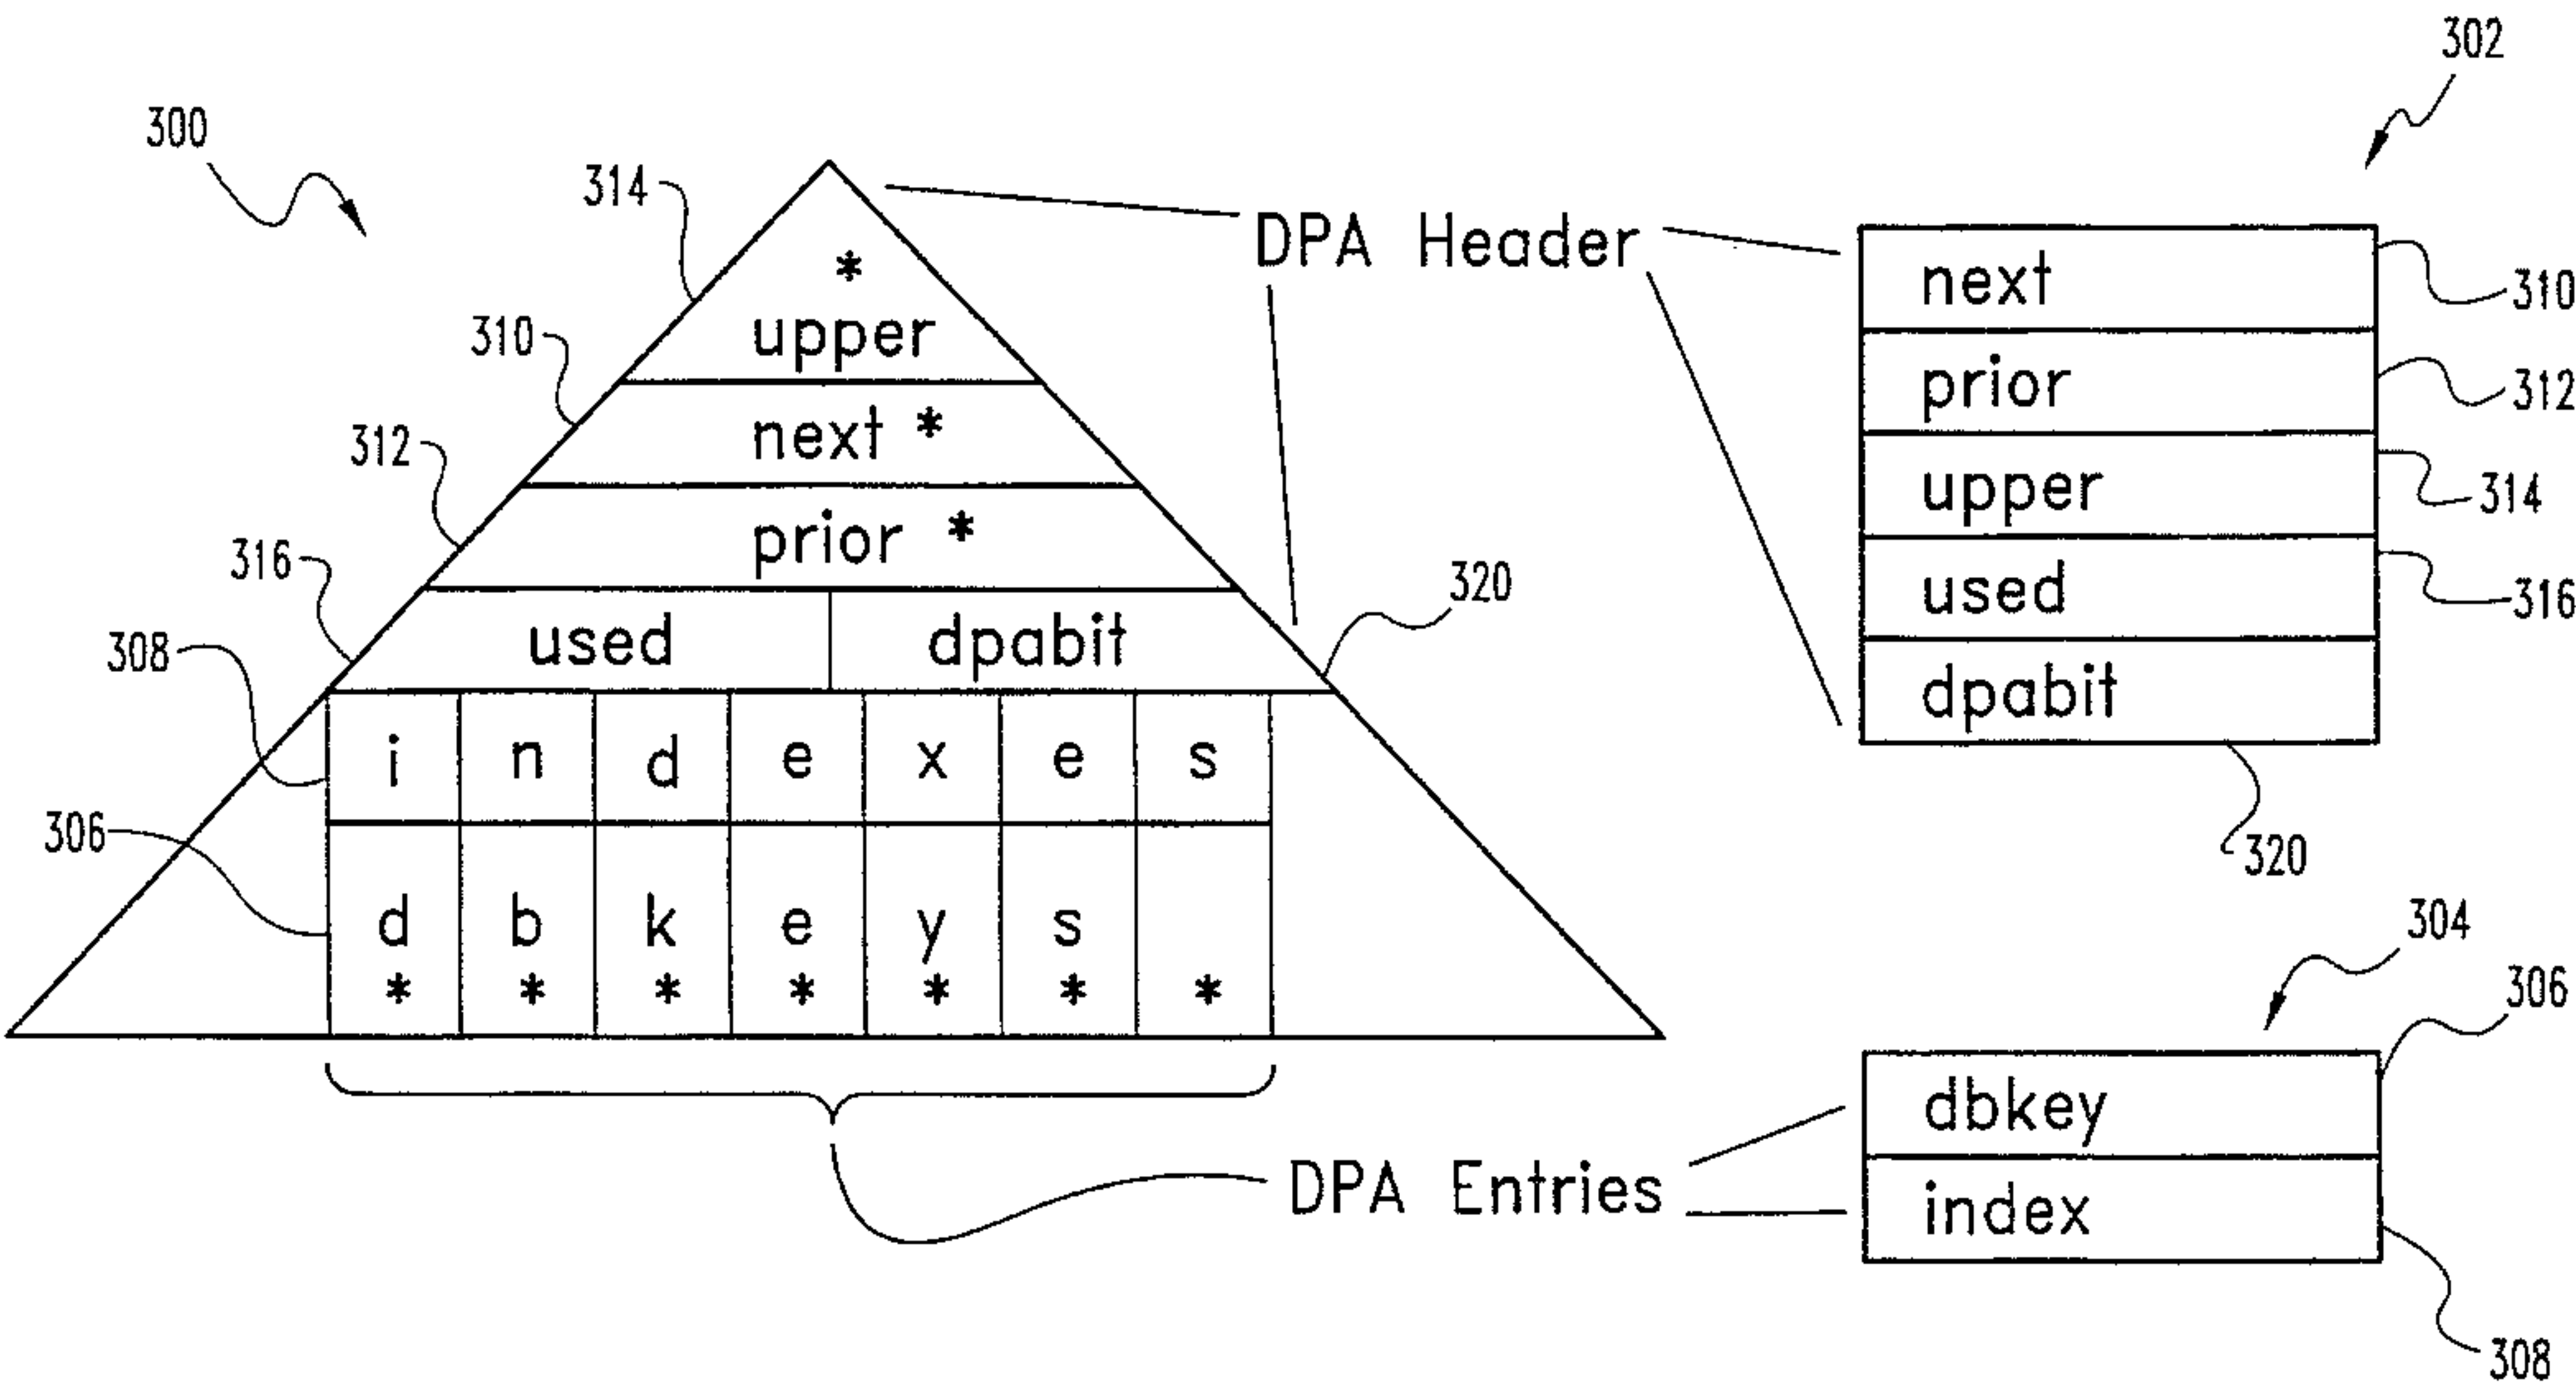 302
300
314
DPA Header
*
upper
next
310
310
next *
prior
312
312
prior *
upper
314
316
used dpabit
320
used
316
308
i n d e x e s
dpabit
306
d b k e y s
* * * * * * *
320
304
306
dbkey
DPA Entries
index
308